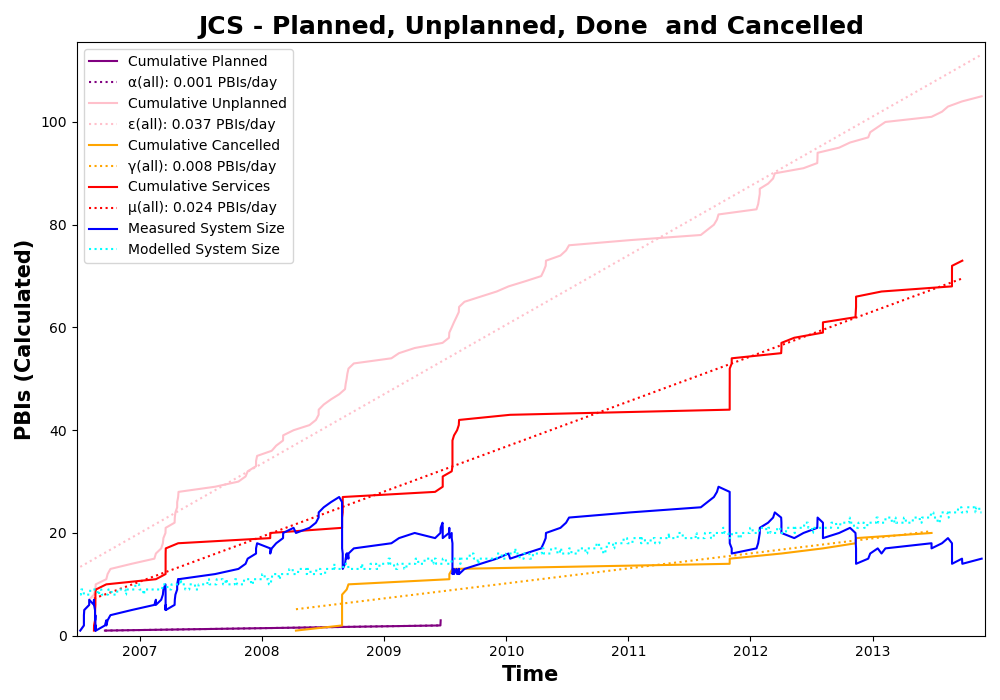 JCS - Planned, Unplanned, Done  and Cancelled
Cumulative Planned
α(all): 0.001 PBIs/day
Cumulative Unplanned
ε(all): 0.037 PBIs/day
Cumulative Cancelled
γ(all): 0.008 PBIs/day
Cumulative Services
μ(all): 0.024 PBIs/day
Measured System Size
Modelled System Size
PBIs (Calculated)
100
80
60
40
20
0
2007 2008 2009 2010 2011 2012 2013
Time